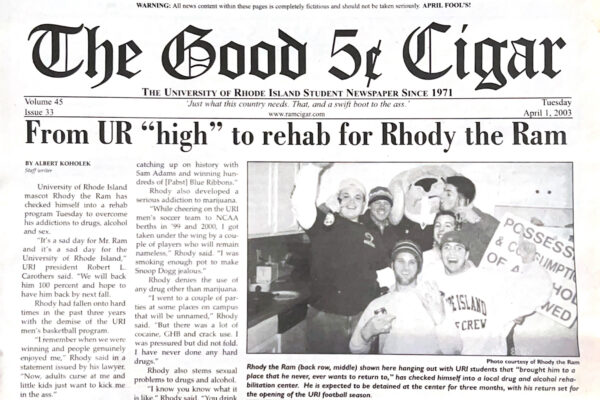 WARNING: All news content within these pages is completely fictitious and should not be taken seriously. APRIL FOOL'S!
The Good 5¢ Cigar
THE UNIVERSITY OF RHODE ISLAND STUDENT NEWSPAPER SINCE 1971
Volume 45
Issue 33
'Just what this country needs. That, and a swift boot to the ass.'
www.ramcigar.com
Tuesday
April 1, 2003
From UR “high” to rehab for Rhody the Ram
BY ALBERT KOHOLEK
Staff writer
University of Rhode Island
mascot Rhody the Ram has
checked himself into a rehab
program Tuesday to overcome
his addictions to drugs, alcohol
and sex.
“It's a sad day for Mr. Ram
and it's a sad day for the
University of Rhode Island,”
URI president Robert L.
Carothers said. “We will back
him 100 percent and hope to
have him back by next fall.
Rhody had fallen onto hard
times in the past three years
with the demise of the URI
men's basketball program.
“I remember when we were
winning and people genuinely
enjoyed me,” Rhody said in a
statement issued by his lawyer.
“Now, adults curse at me and
little kids just want to kick me
in the ass.”
catching up on history with
Sam Adams and winning hun-
dreds of [Pabst] Blue Ribbons.”
Rhody also developed a
serious addiction to marijuana.
“While cheering on the URI
men's soccer team to NCAA
berths in '99 and 2000, I got
taken under the wing by a cou-
ple of players who will remain
nameless,” Rhody said. “I was
smoking enough pot to make
Snoop Dogg jealous.”
Rhody denies the use of
any drug other than marijuana.
“I went to a couple of par-
ties at some places on campus
that will be unnamed,” Rhody
said. “But there was a lot of
cocaine, GHB and crack use. I
was pressured but did not fold.
I have never done any hard
drugs.”
Rhody also stems sexual
problems to drugs and alcohol.
“I know you know what it
is like,” Rhody said. “You drink
POSSESS
&
OF A
WED
ISLAND
CREW
Photo courtesy of Rhody the Ram
Rhody the Ram (back row, middle) shown here hanging out with URI students that "brought him to a
place that he never, ever wants to return to," has checked himself into a local drug and alcohol reha-
bilitation center. He is expected to be detained at the center for three months, with his return set for
the opening of the URI football season.